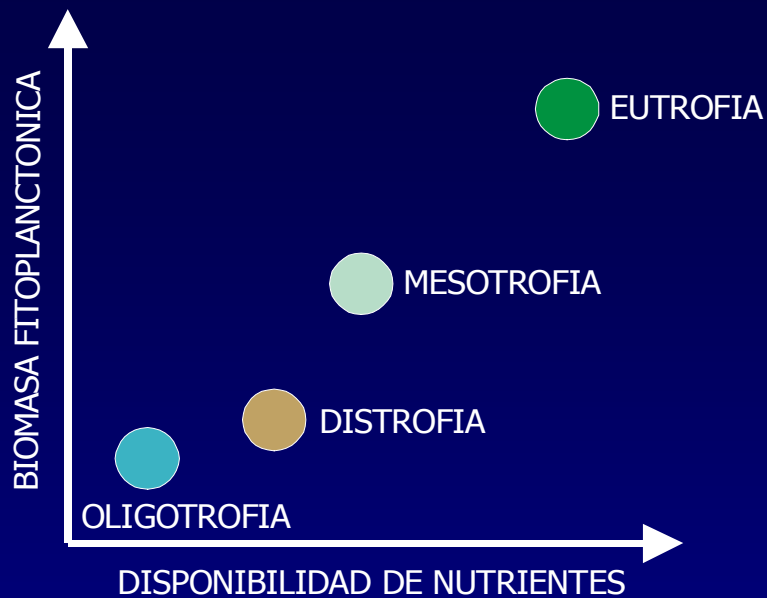 BIOMASA FITOPLANCTONICA
EUTROFIA
MESOTROFIA
DISTROFIA
OLIGOTROFIA
DISPONIBILIDAD DE NUTRIENTES